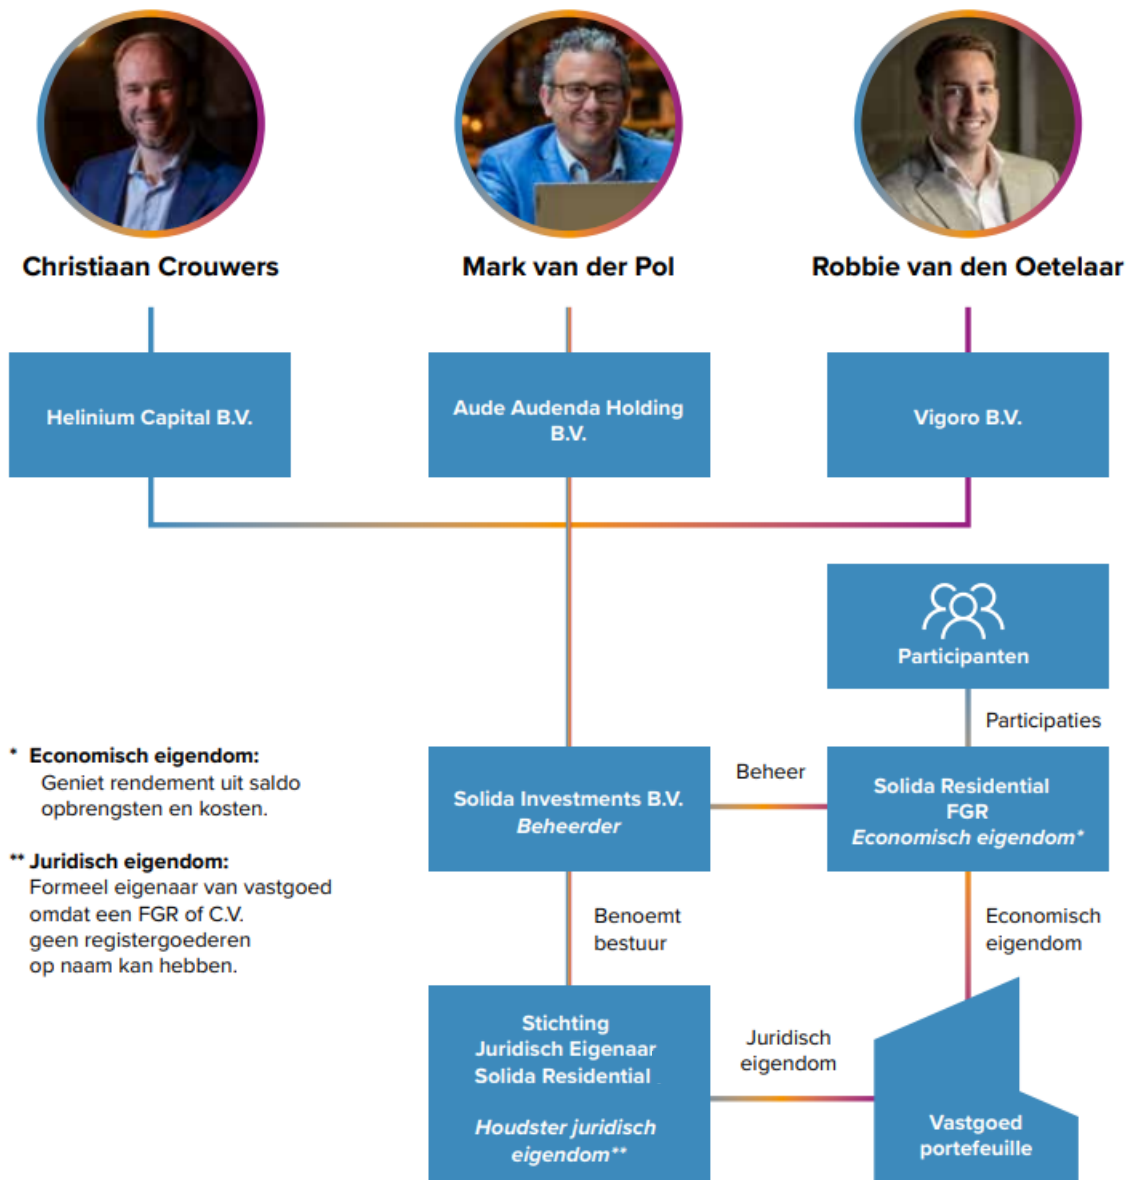 Christiaan Crouwers
Mark van der Pol
Robbie van den Oetelaar
Helinium Capital B.V.
Aude Audenda Holding
B.V.
Vigoro B.V.
Participanten
Participaties
* Economisch eigendom:
Geniet rendement uit saldo
opbrengsten en kosten.
** Juridisch eigendom:
Formeel eigenaar van vastgoed
omdat een FGR of C.V.
geen registergoederen
op naam kan hebben.
Solida Investments B.V.
Beheerder
Beheer
Solida Residential
FGR
Economisch eigendom*
Benoemt
bestuur
Economisch
eigendom
Stichting
Juridisch Eigenaar
Solida Residential
Houdster juridisch
eigendom**
Juridisch
eigendom
Vastgoed
portefeuille